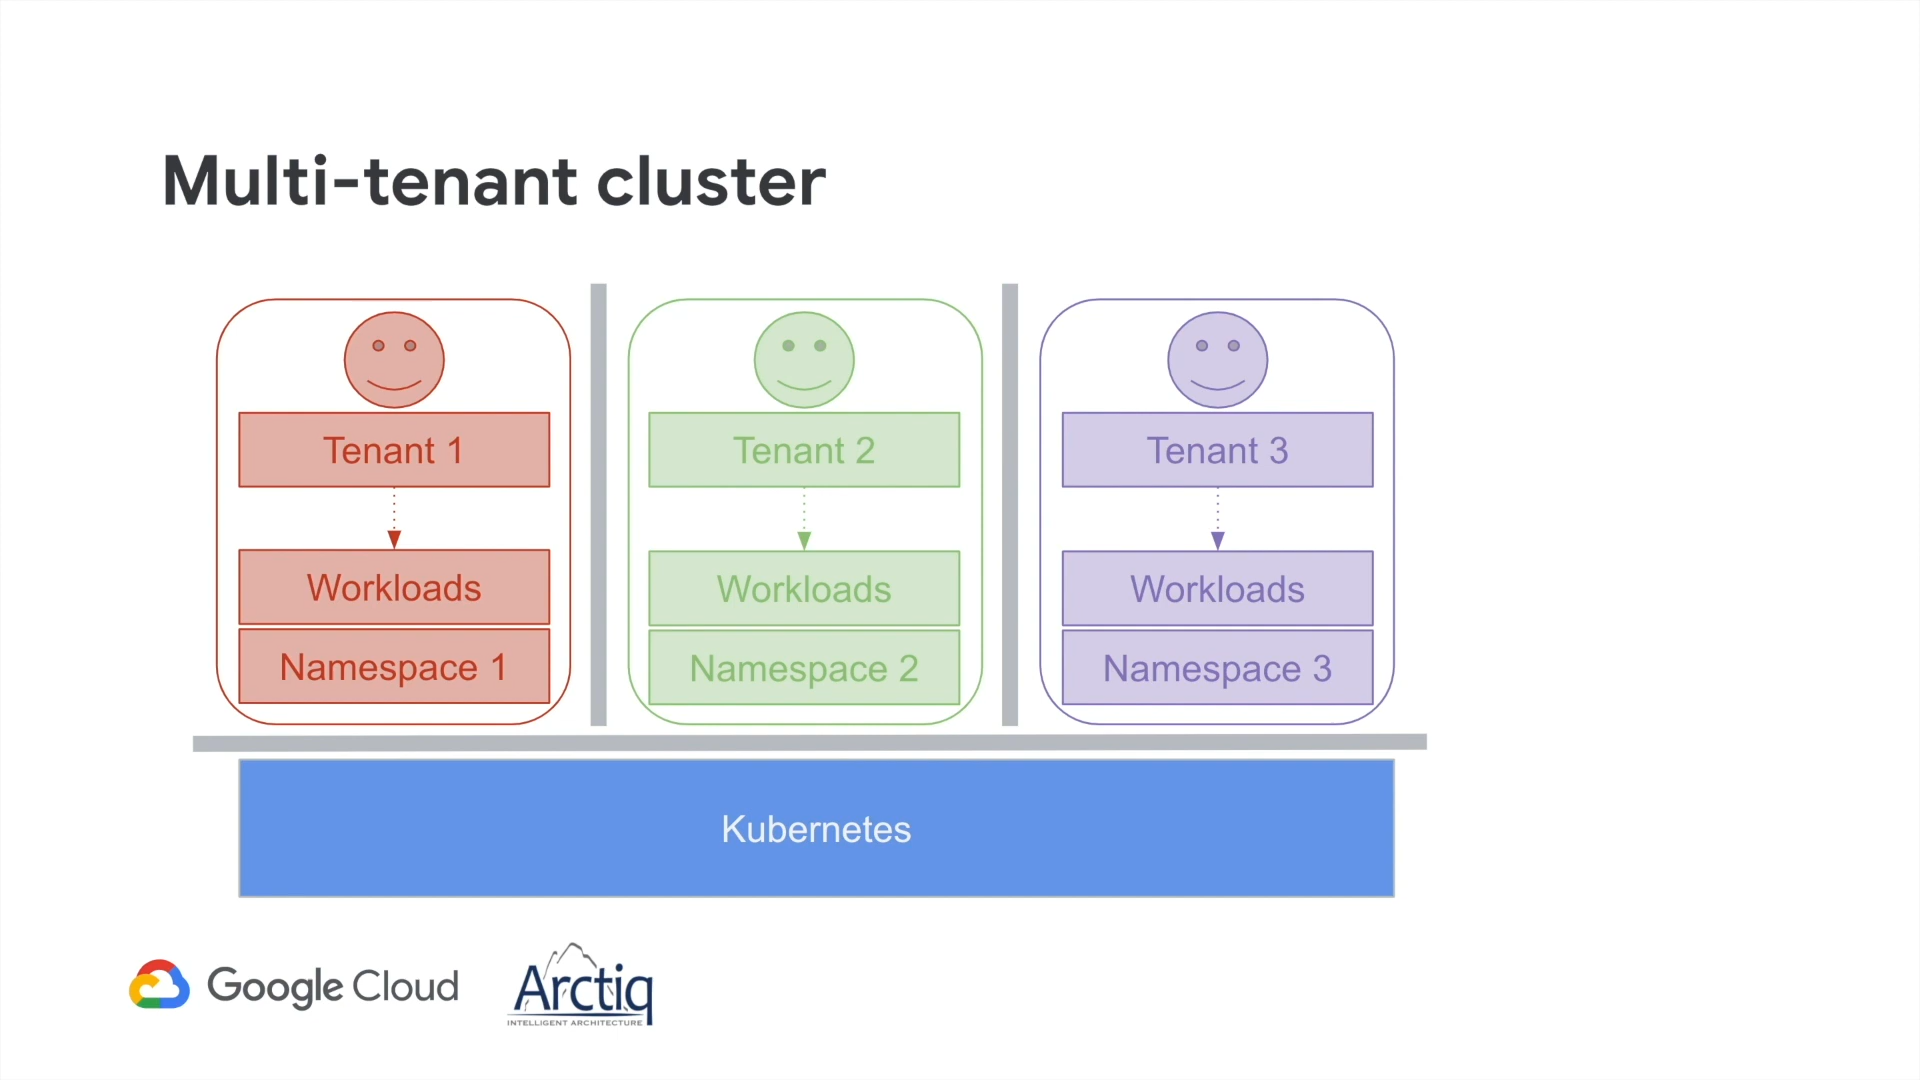 Multi-tenant cluster
Tenant 1
Tenant 2
Tenant 3
Workloads
Workloads
Workloads
Namespace 1
Namespace 2
Namespace 3
Kubernetes
Google Cloud
Arctiq
INTELLIGENT ARCHITECTURE